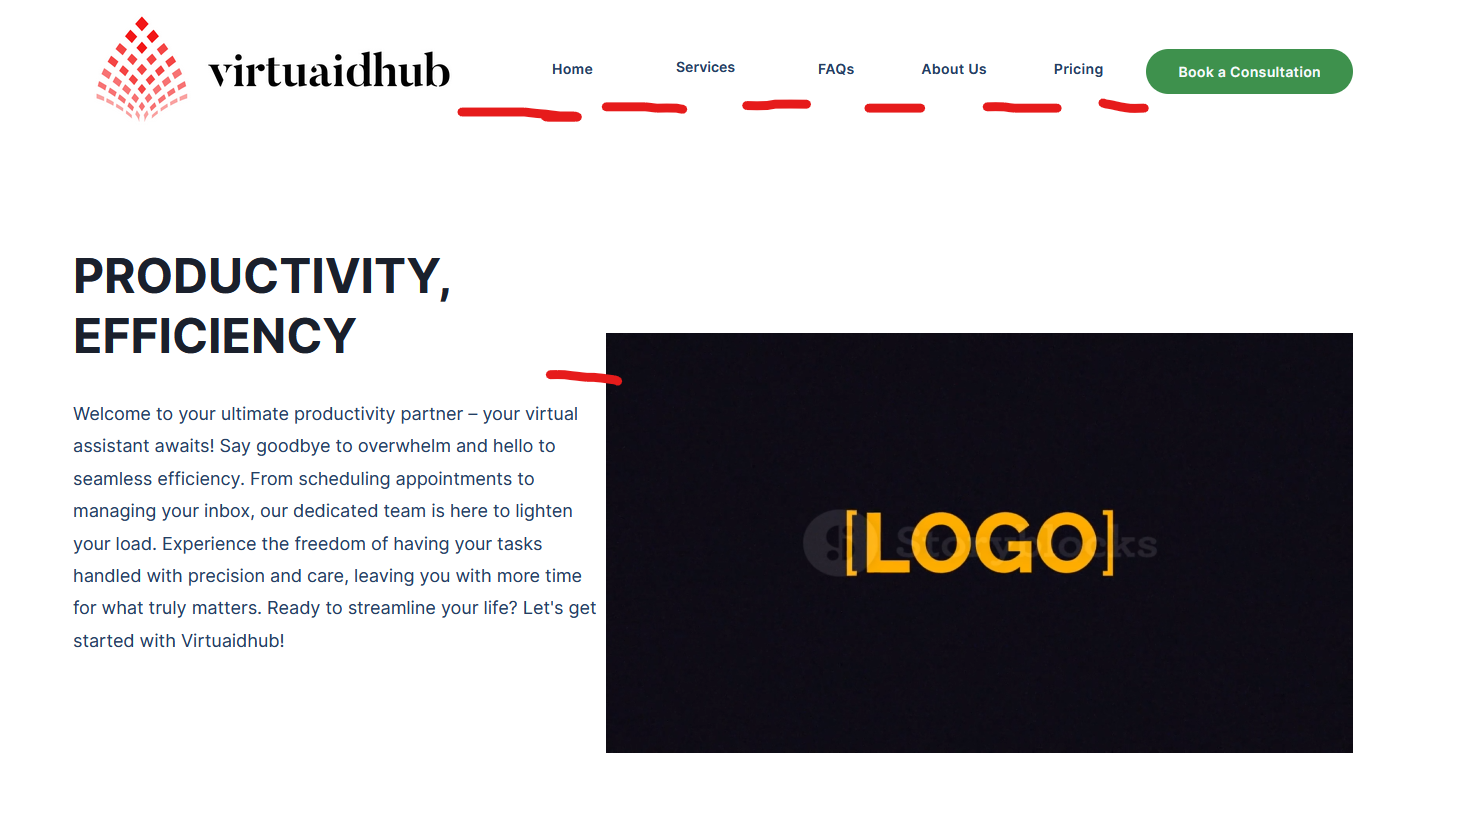 virtuaidhub
Home
Services
FAQs
About Us
Pricing
Book a Consultation
PRODUCTIVITY,
EFFICIENCY
Welcome to your ultimate productivity partner – your virtual
assistant awaits! Say goodbye to overwhelm and hello to
seamless efficiency. From scheduling appointments to
managing your inbox, our dedicated team is here to lighten
your load. Experience the freedom of having your tasks
handled with precision and care, leaving you with more time
for what truly matters. Ready to streamline your life? Let's get
started with Virtuaidhub!
[LOGO]
Storyblocks